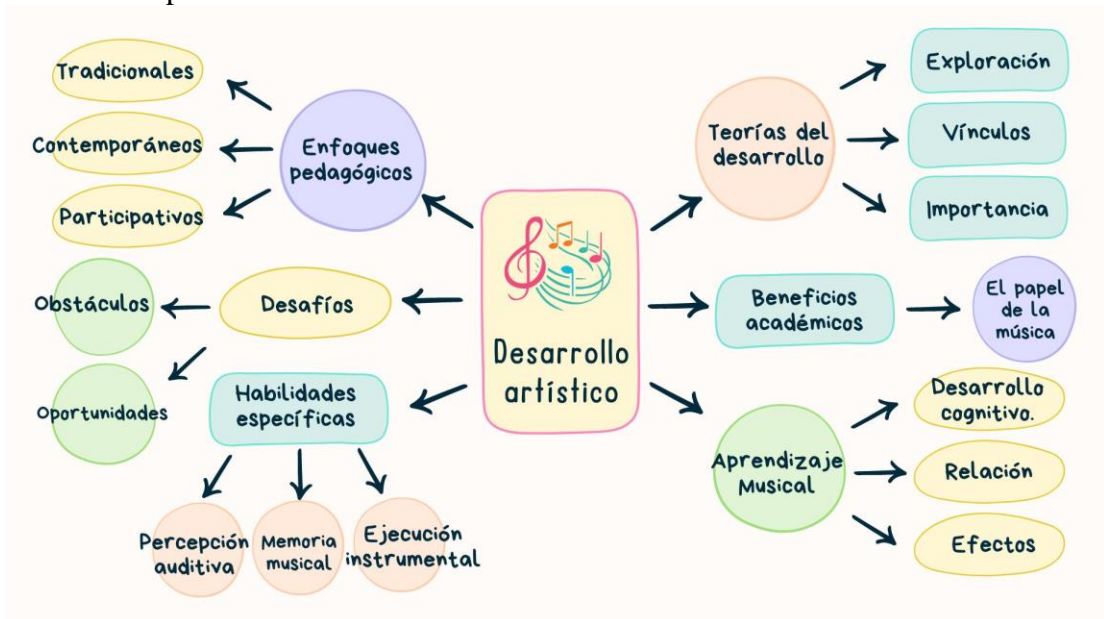 Tradicionales
Contemporáneos
Participativos
Enfoques
pedagógicos
Obstáculos
Oportunidades
Desafíos
Habilidades
específicas
Percepción
auditiva
Memoria
musical
Ejecución
instrumental
Desarrollo
artístico
Teorías del
desarrollo
Exploración
Vínculos
Importancia
Beneficios
académicos
El papel
de la
música
Aprendizaje
Musical
Desarrollo
cognitivo.
Relación
Efectos